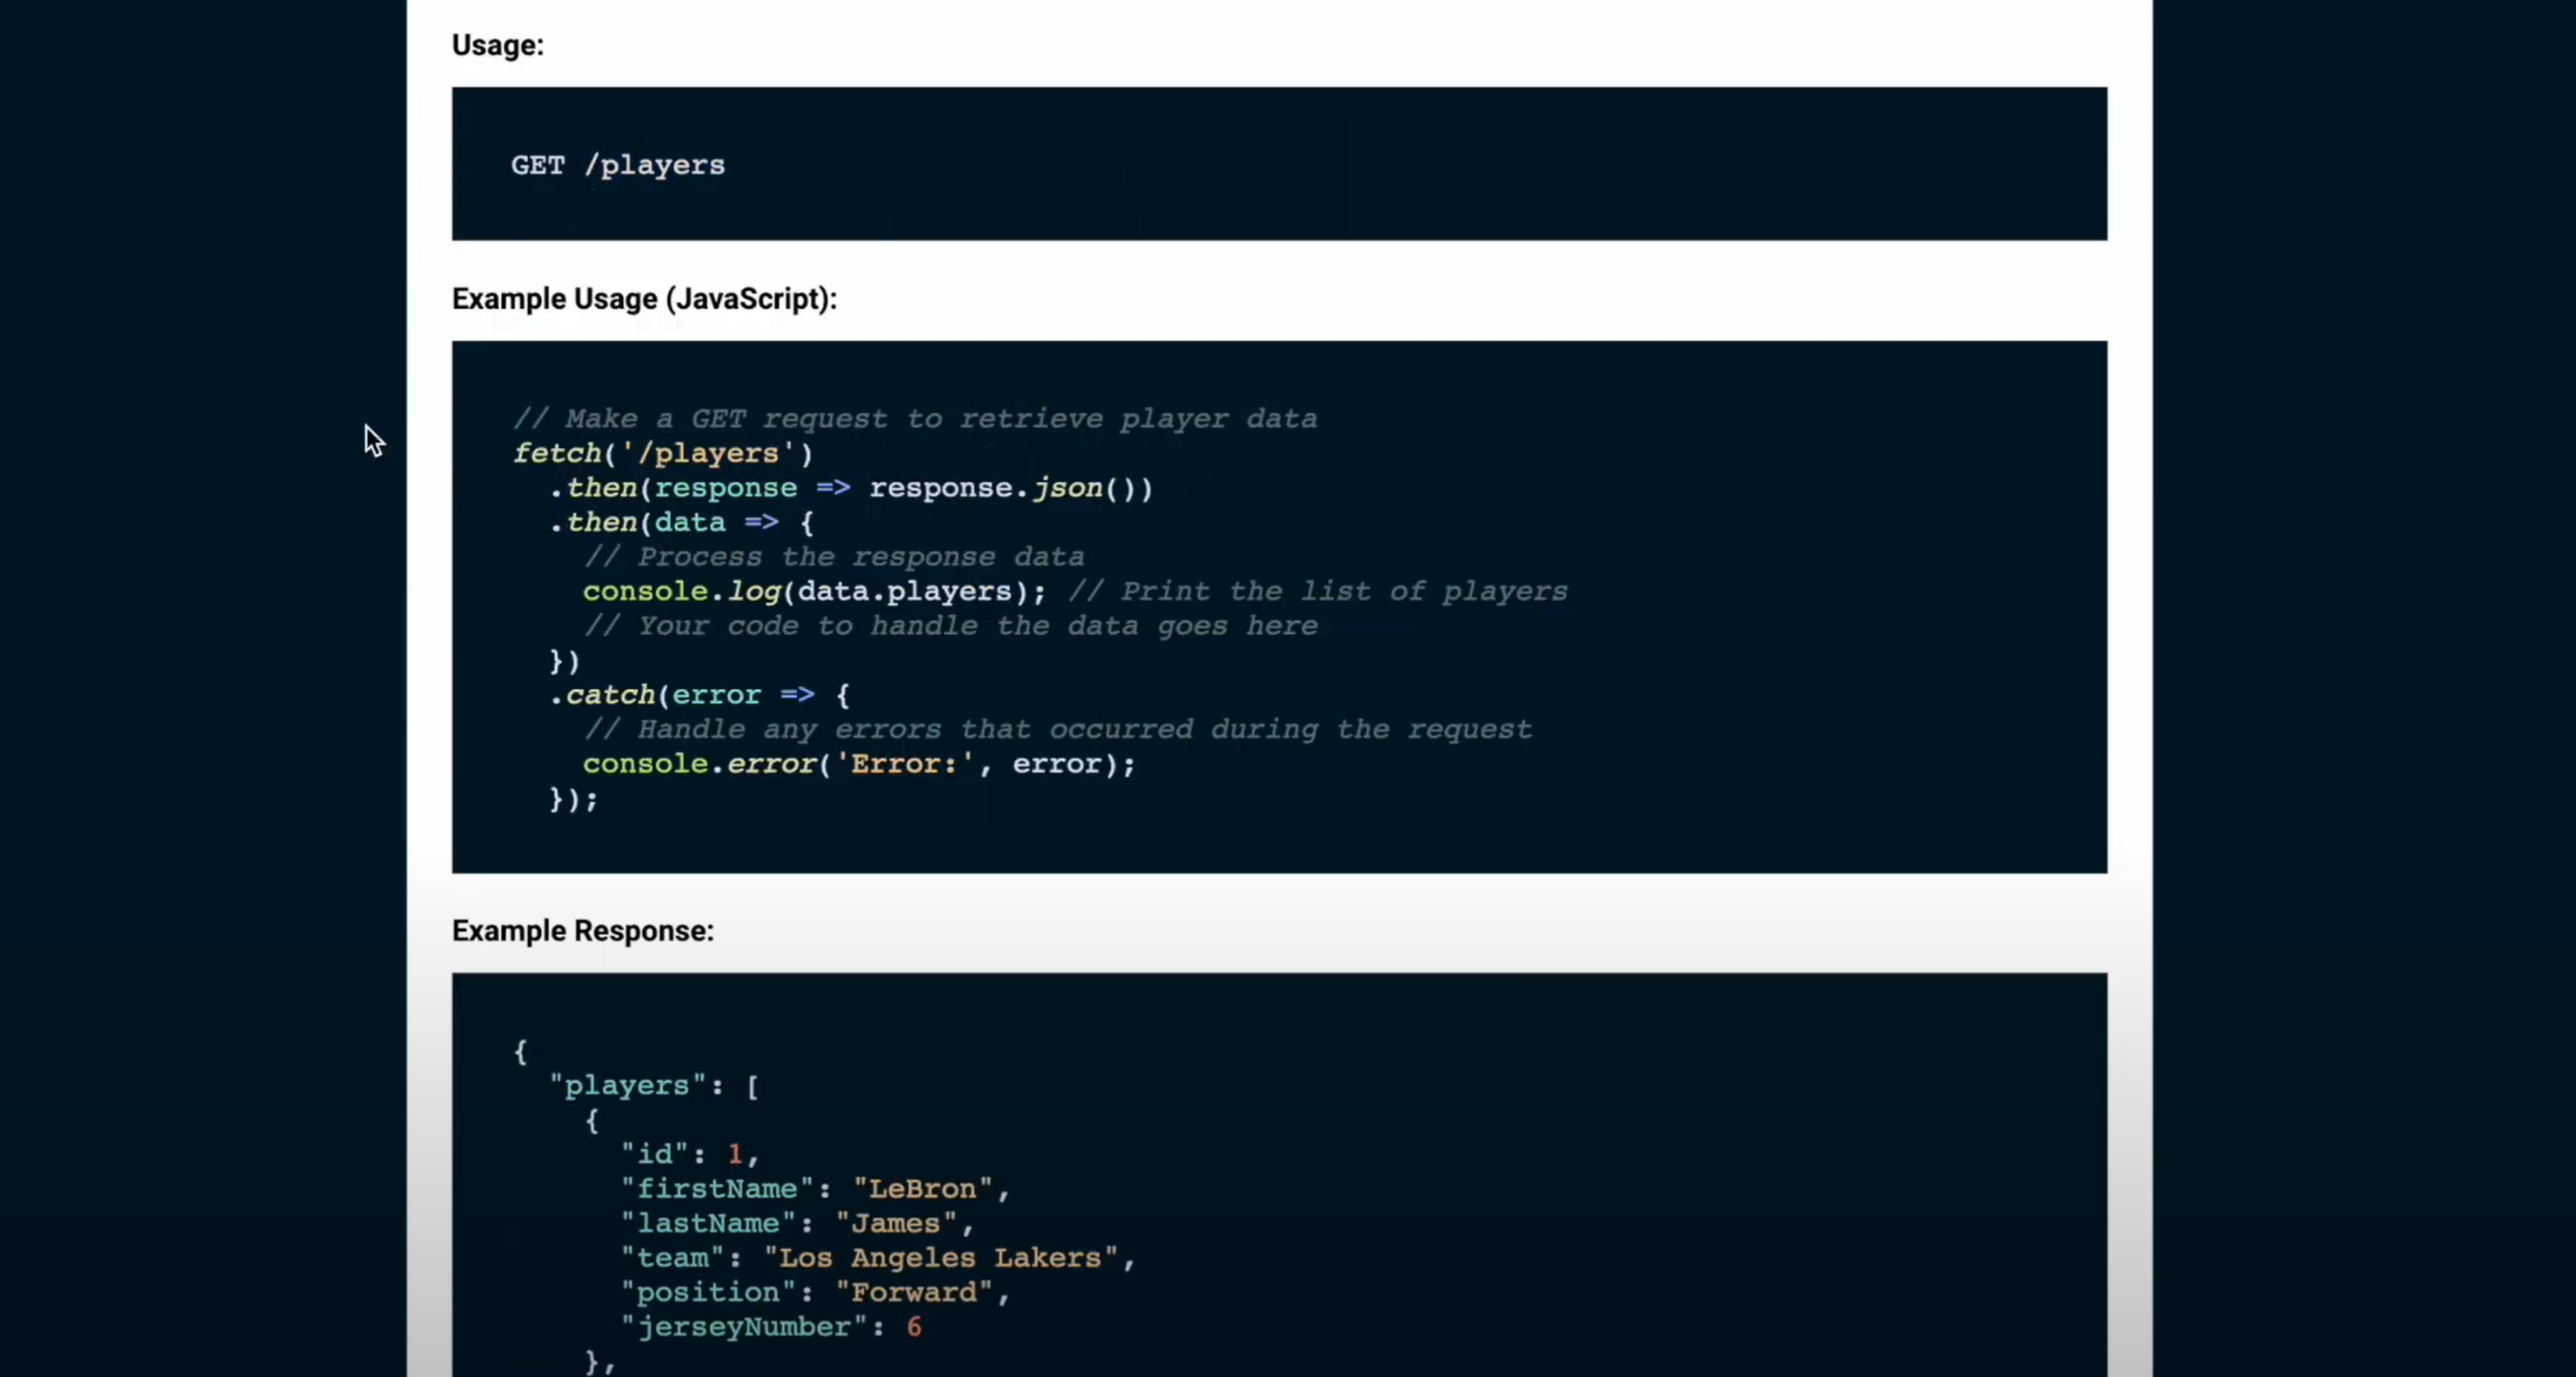 Usage:
GET /players
Example Usage (JavaScript):
// Make a GET request to retrieve player data
fetch('/players')
  .then(response => response.json())
  .then(data => {
    // Process the response data
    console.log(data.players); // Print the list of players
    // Your code to handle the data goes here
  })
  .catch(error => {
    // Handle any errors that occurred during the request
    console.error('Error:', error);
  });
Example Response:
{
  "players": [
    {
      "id": 1,
      "firstName": "LeBron",
      "lastName": "James",
      "team": "Los Angeles Lakers",
      "position": "Forward",
      "jerseyNumber": 6
    },